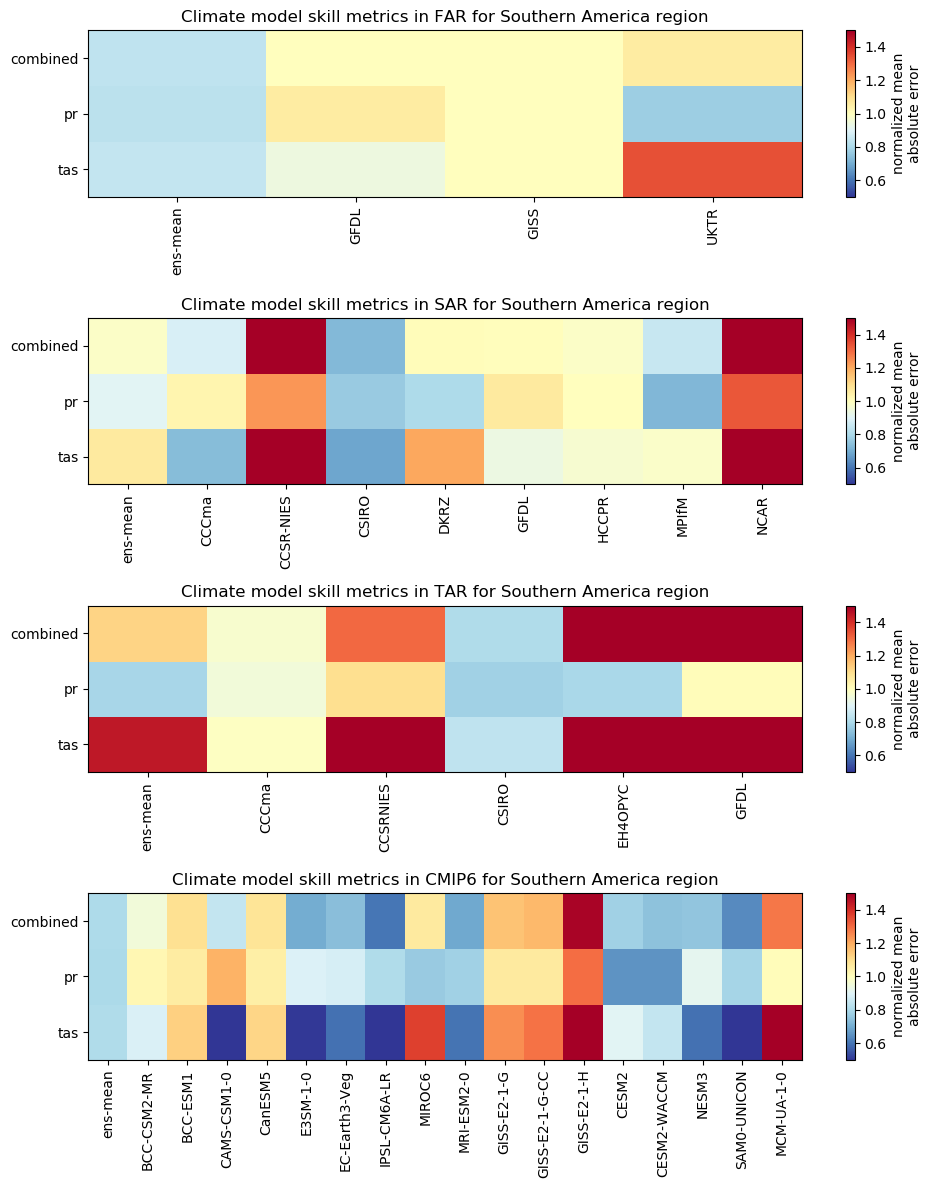 Climate model skill metrics in FAR for Southern America region
combined
pr
tas
ens-mean
GFDL
GISS
UKTR
1.4
1.2
1.0
0.8
0.6
normalized mean
absolute error
Climate model skill metrics in SAR for Southern America region
combined
pr
tas
ens-mean
CCCma
CCSR-NIES
CSIRO
DKRZ
GFDL
HCCPR
MPIfM
NCAR
1.4
1.2
1.0
0.8
0.6
normalized mean
absolute error
Climate model skill metrics in TAR for Southern America region
combined
pr
tas
ens-mean
CCCma
CCSRNIES
CSIRO
EH4OPYC
GFDL
1.4
1.2
1.0
0.8
0.6
normalized mean
absolute error
Climate model skill metrics in CMIP6 for Southern America region
combined
pr
tas
ens-mean
BCC-CSM2-MR
BCC-ESM1
CAMS-CSM1-0
CanESM5
E3SM-1-0
EC-Earth3-Veg
IPSL-CM6A-LR
MIROC6
MRI-ESM2-0
GISS-E2-1-G
GISS-E2-1-G-CC
GISS-E2-1-H
CESM2
CESM2-WACCM
NESM3
SAM0-UNICON
MCM-UA-1-0
1.4
1.2
1.0
0.8
0.6
normalized mean
absolute error